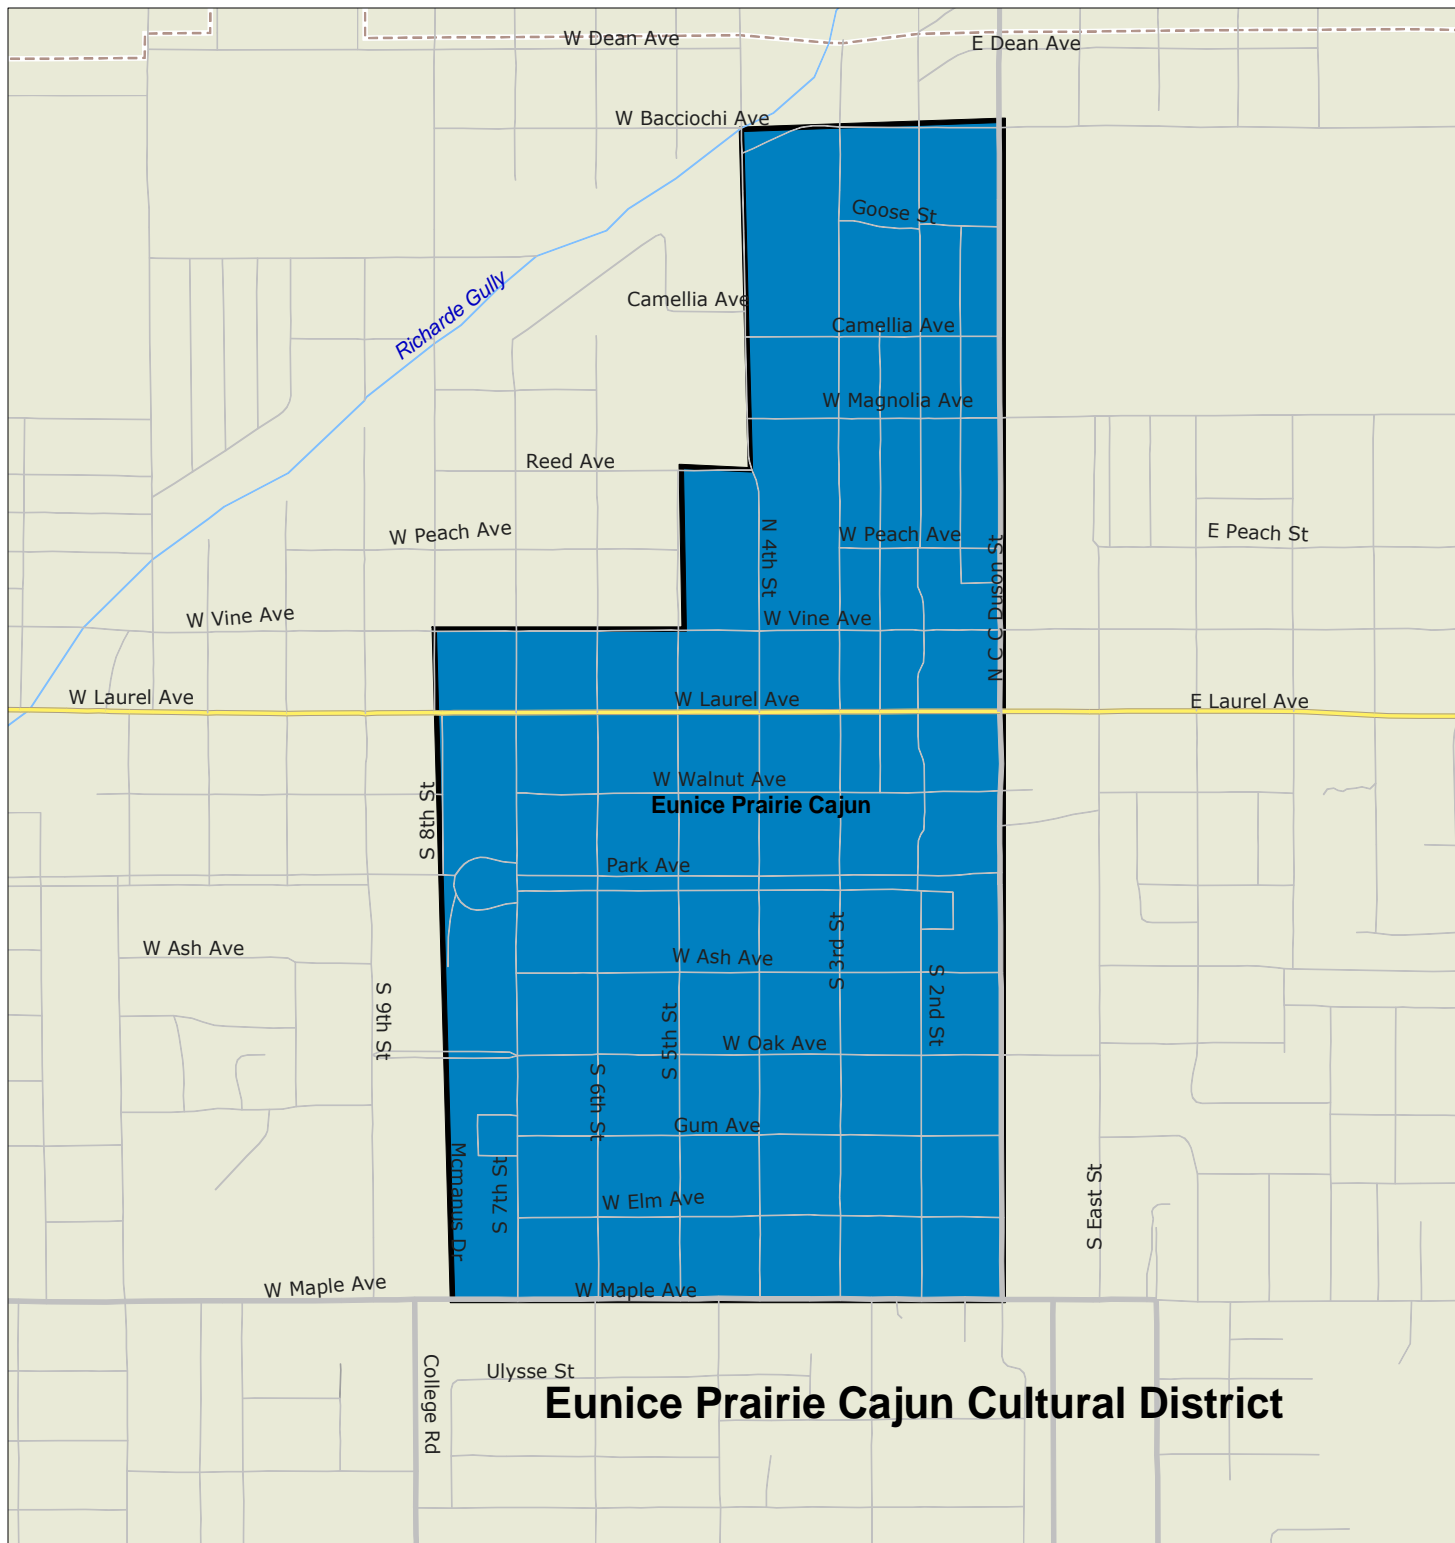 W Dean Ave
E Dean Ave
W Bacciochi Ave
Goose St
Richarde Gully
Camellia Ave
Camellia Ave
W Magnolia Ave
Reed Ave
W Peach Ave
N 4th St
W Peach Ave
N C C Duson St
E Peach St
W Vine Ave
W Vine Ave
W Laurel Ave
W Laurel Ave
E Laurel Ave
S 8th St
W Walnut Ave
Eunice Prairie Cajun
Park Ave
W Ash Ave
W Ash Ave
S 3rd St
S 2nd St
S 9th St
S 5th St
W Oak Ave
S 6th St
Gum Ave
Mcmanus Dr
S 7th St
W Elm Ave
S East St
W Maple Ave
W Maple Ave
College Rd
Ulysse St
Eunice Prairie Cajun Cultural District